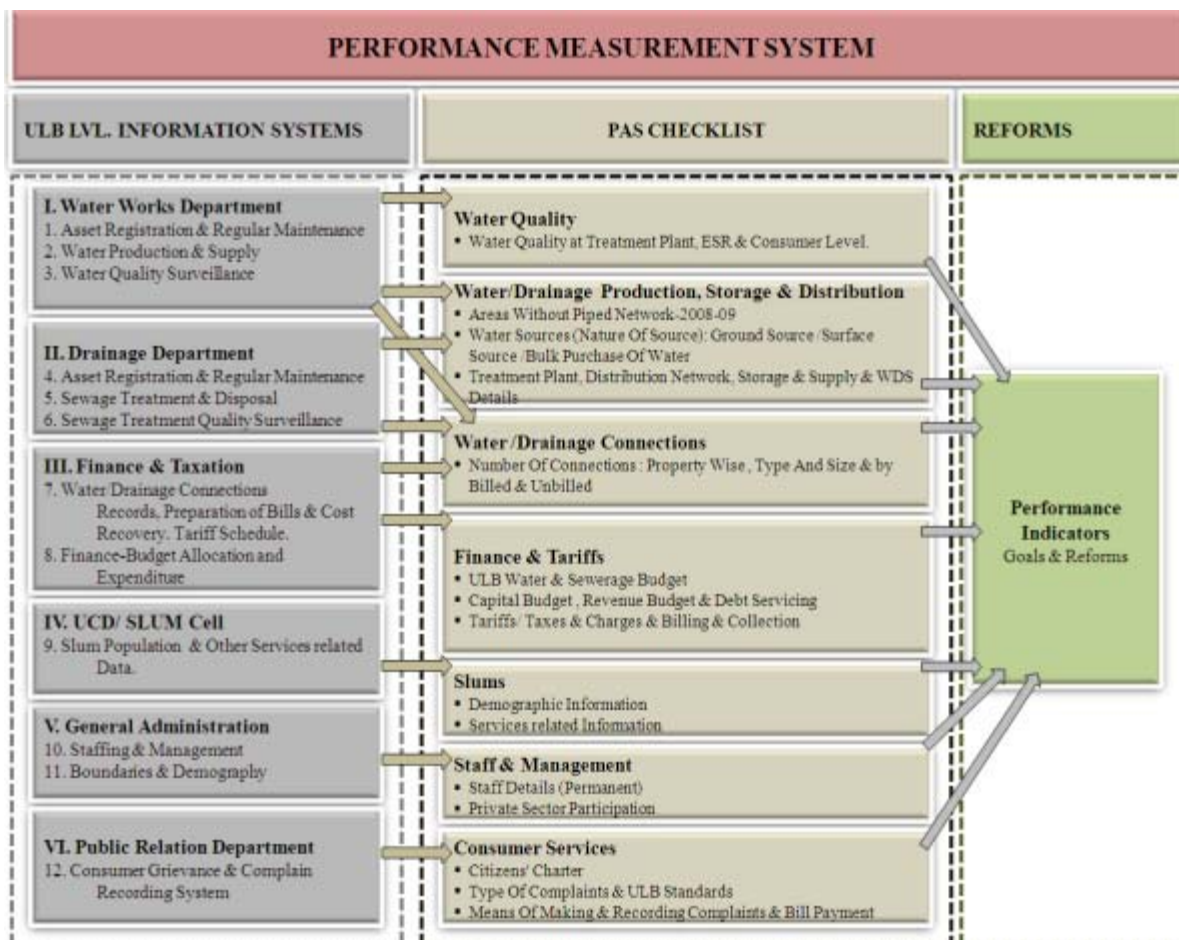 PERFORMANCE MEASUREMENT SYSTEM
ULB LVL. INFORMATION SYSTEMS
PAS CHECKLIST
REFORMS
I. Water Works Department
1. Asset Registration & Regular Maintenance
2. Water Production & Supply
3. Water Quality Surveillance
II. Drainage Department
4. Asset Registration & Regular Maintenance
5. Sewage Treatment & Disposal
6. Sewage Treatment Quality Surveillance
III. Finance & Taxation
7. Water/Drainage Connections
Records, Preparation of Bills & Cost
Recovery. Tariff Schedule.
8. Finance-Budget Allocation and
Expenditure
IV. UCD/ SLUM Cell
9. Slum Population & Other Services related
Data.
V. General Administration
10. Staffing & Management
11. Boundaries & Demography
VI. Public Relation Department
12. Consumer Grievance & Complain
Recording System
Water Quality
▪ Water Quality at Treatment Plant, ESR & Consumer Level.
Water/Drainage Production, Storage & Distribution
▪ Areas Without Piped Network-2008-09
▪ Water Sources (Nature Of Source): Ground Source /Surface
Source /Bulk Purchase Of Water
▪ Treatment Plant, Distribution Network, Storage & Supply & WDS
Details
Water /Drainage Connections
▪ Number Of Connections : Property Wise , Type And Size & by
Billed & Unbilled
Finance & Tariffs
▪ ULB Water & Sewerage Budget
▪ Capital Budget , Revenue Budget & Debt Servicing
▪ Tariffs/ Taxes & Charges & Billing & Collection
Slums
▪ Demographic Information
▪ Services related Information
Staff & Management
▪ Staff Details (Permanent)
▪ Private Sector Participation
Consumer Services
▪ Citizens' Charter
▪ Type Of Complaints & ULB Standards
▪ Means Of Making & Recording Complaints & Bill Payment
Performance
Indicators
Goals & Reforms